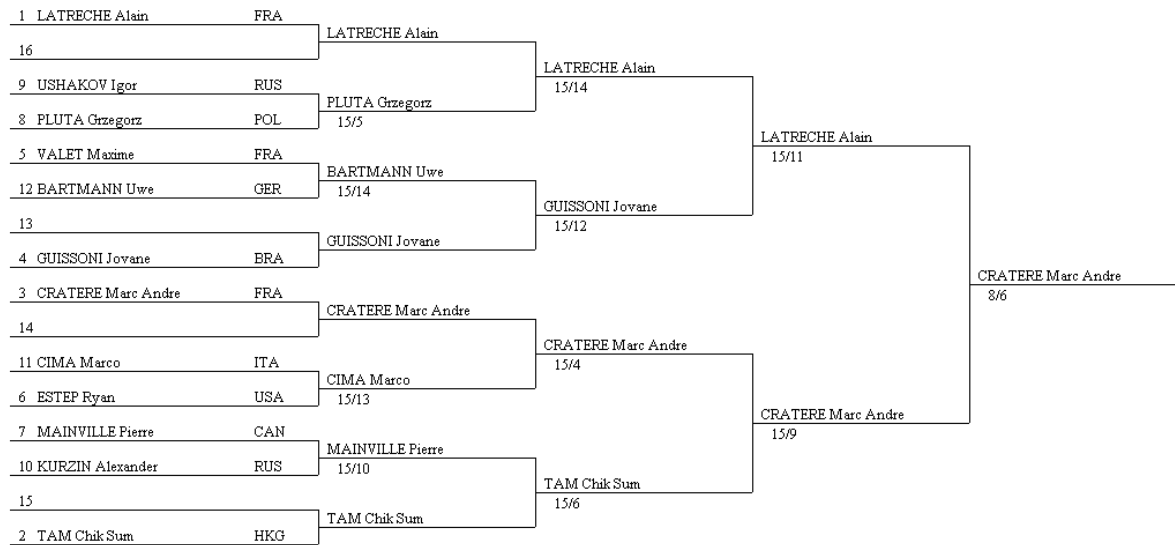 1 LATRECHE Alain FRA
LATRECHE Alain
16
LATRECHE Alain
15/14
9 USHAKOV Igor RUS
PLUTA Grzegorz
15/5
8 PLUTA Grzegorz POL
LATRECHE Alain
15/11
5 VALET Maxime FRA
BARTMANN Uwe
15/14
12 BARTMANN Uwe GER
GUISSONI Jovane
15/12
13
GUISSONI Jovane
4 GUISSONI Jovane BRA
CRATERE Marc Andre
8/6
3 CRATERE Marc Andre FRA
CRATERE Marc Andre
14
CRATERE Marc Andre
15/4
11 CIMA Marco ITA
CIMA Marco
15/13
6 ESTEP Ryan USA
CRATERE Marc Andre
15/9
7 MAINVILLE Pierre CAN
MAINVILLE Pierre
15/10
10 KURZIN Alexander RUS
TAM Chik Sum
15/6
15
TAM Chik Sum
2 TAM Chik Sum HKG